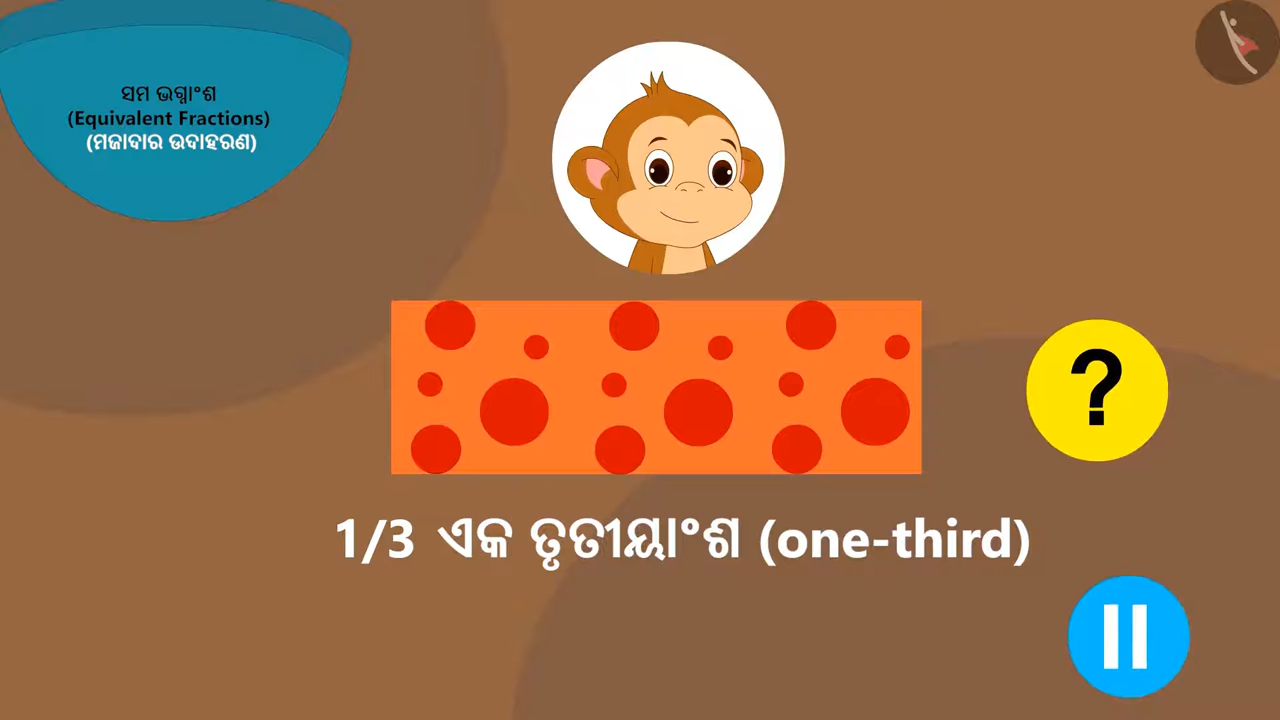 ସମ ଭଗ୍ନାଂଶ
(Equivalent Fractions)
(ମଜାଦାର ଉଦାହରଣ)
?
1/3 ଏକ ତୃତୀୟାଂଶ (one-third)